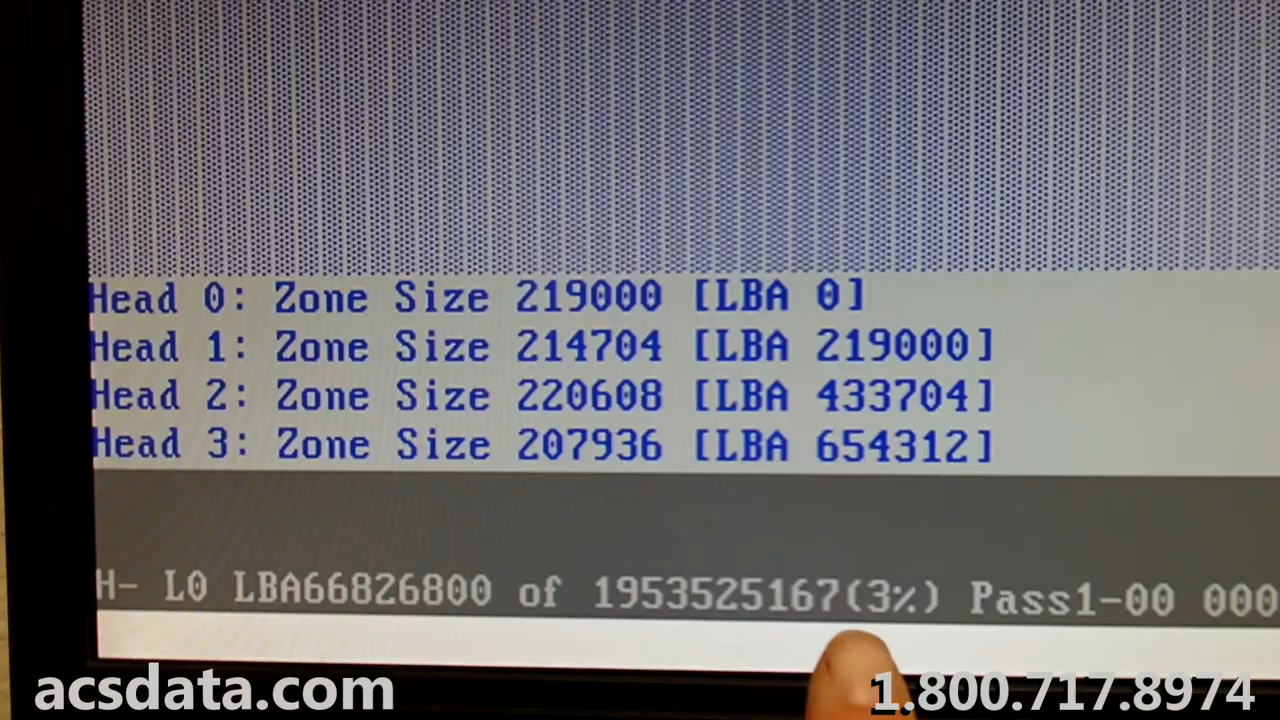 Head 0: Zone Size 219000 [LBA 0]
Head 1: Zone Size 214704 [LBA 219000]
Head 2: Zone Size 220608 [LBA 433704]
Head 3: Zone Size 207936 [LBA 654312]
H- L0 LBA66826800 of 1953525167(3%) Pass1-00 000
acsdata.com
1.800.717.8974